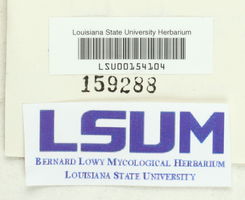 Louisiana State University Herbarium
LSU00154104
159288
LSUM
BERNARD LOWY MYCOLOGICAL HERBARIUM
LOUISIANA STATE UNIVERSITY